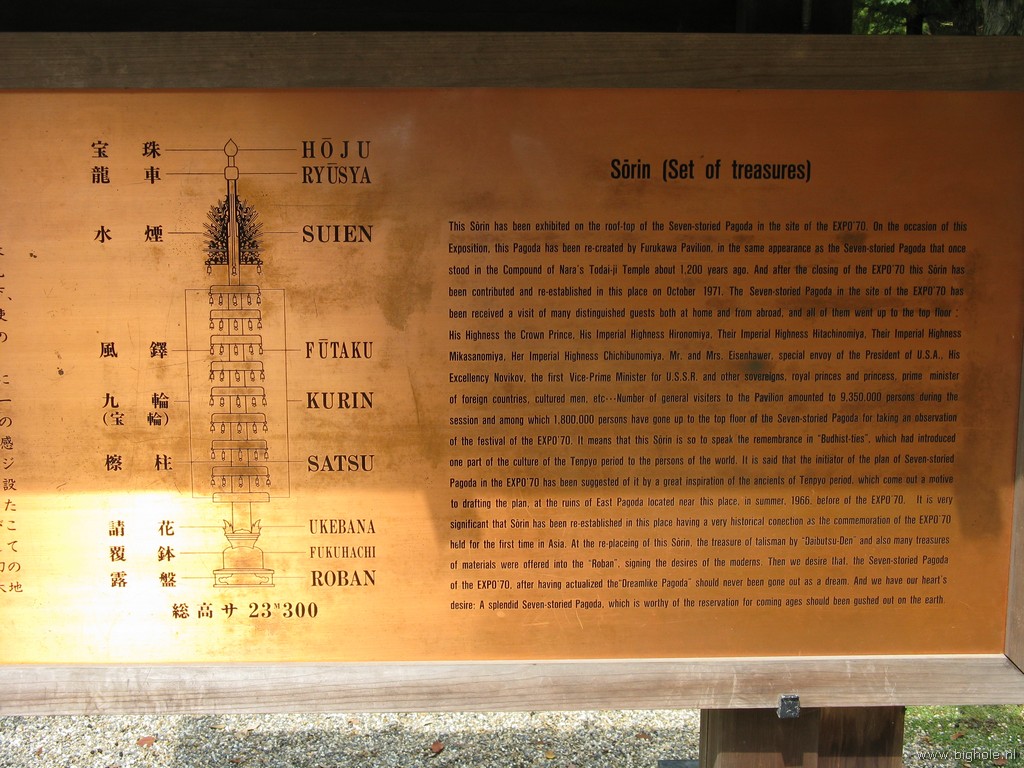 宝珠 HŌJU
龍車 RYŪSYA
水煙 SUIEN
風鐸 FŪTAKU
九輪 KURIN
(宝輪)
檫柱 SATSU
請花 UKEBANA
覆鉢 FUKUHACHI
露盤 ROBAN
総高サ 23M300
Sōrin (Set of treasures)
This Sōrin has been exhibited on the roof-top of the Seven-storied Pagoda in the site of the EXPO'70. On the occasion of this
Exposition, this Pagoda has been re-created by Furukawa Pavilion, in the same appearance as the Seven-storied Pagoda that once
stood in the Compound of Nara's Todai-ji Temple about 1,200 years ago. And after the closing of the EXPO'70 this Sōrin has
been contributed and re-established in this place on October 1971. The Seven-storied Pagoda in the site of the EXPO'70 has
been received a visit of many distinguished guests both at home and from abroad, and all of them went up to the top floor :
His Highness the Crown Prince, His Imperial Highness Hironomiya, Their Imperial Highness Hitachinomiya, Their Imperial Highness
Mikasanomiya, Her Imperial Highness Chichibunomiya, Mr. and Mrs. Eisenhawer, special envoy of the President of U.S.A., His
Excellency Novikov, the first Vice-Prime Minister for U.S.S.R. and other sovereigns, royal princes and princess, prime minister
of foreign countries, cultured men, etc···Number of general visiters to the Pavilion amounted to 9.350.000 persons during the
session and among which 1.800.000 persons have gone up to the top floor of the Seven-storied Pagoda for taking an observation
of the festival of the EXPO'70. It means that this Sōrin is so to speak the remembrance in "Budhist-ties", which had introduced
one part of the culture of the Tenpyo period to the persons of the world. It is said that the initiator of the plan of Seven-storied
Pagoda in the EXPO'70 has been suggested of it by a great inspiration of the ancients of Tenpyo period, which come out a motive
to drafting the plan, at the ruins of East Pagoda located near this place, in summer, 1966, before of the EXPO'70. It is very
significant that Sōrin has been re-established in this place having a very historical conection as the commemoration of the EXPO'70
held for the first time in Asia. At the re-placeing of this Sōrin, the treasure of talisman by "Daibutsu-Den" and also many treasures
of materials were offered into the "Roban", signing the desires of the moderns. Then we desire that, the Seven-storied Pagoda
of the EXPO'70, after having actualized the"Dreamlike Pagoda" should never been gone out as a dream. And we have our heart's
desire: A splendid Seven-storied Pagoda, which is worthy of the reservation for coming ages should been gushed out on the earth.
www.bighole.nl